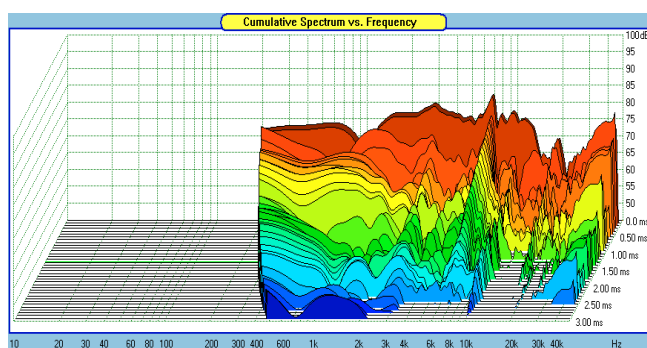 Cumulative Spectrum vs. Frequency
100dB
95
90
85
80
75
70
65
60
55
50
0.0 ms
0.50 ms
1.00 ms
1.50 ms
2.00 ms
2.50 ms
3.00 ms
10 20 30 40 60 80 100 200 300 400 600 1k 2k 3k 4k 6k 8k 10k 20k 30k 40k Hz